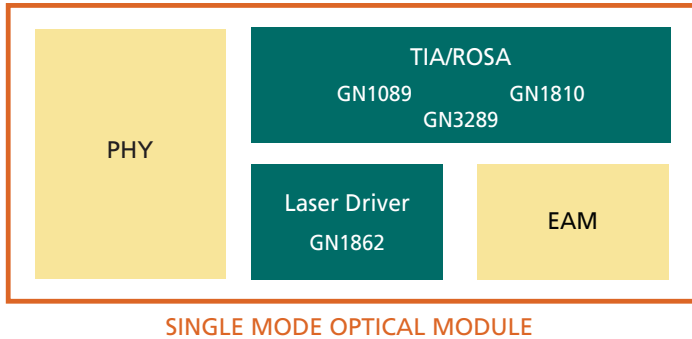 PHY
TIA/ROSA
GN1089 GN1810
GN3289
Laser Driver
GN1862
EAM
SINGLE MODE OPTICAL MODULE